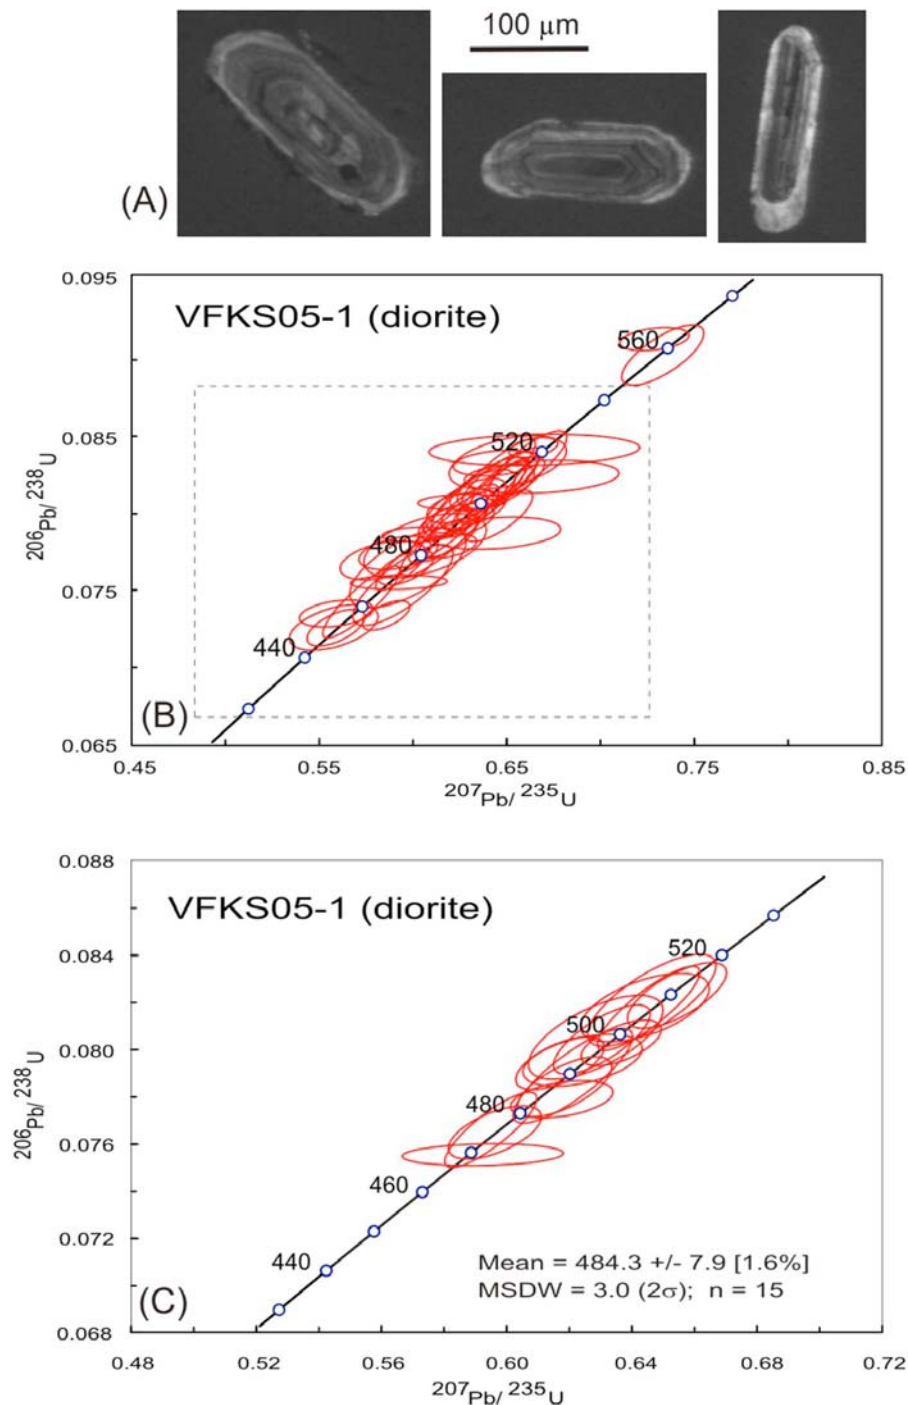 100 μm
(A)
0.095
VFKS05-1 (diorite)
560
0.085
520
206Pb/ 238U
480
0.075
440
(B)
0.065
0.45 0.55 0.65 0.75 0.85
207Pb/ 235U
0.088
VFKS05-1 (diorite)
0.084
520
500
0.080
206Pb/ 238U
480
0.076
460
0.072
440
Mean = 484.3 +/- 7.9 [1.6%]
MSDW = 3.0 (2σ); n = 15
(C)
0.068
0.48 0.52 0.56 0.60 0.64 0.68 0.72
207Pb/ 235U